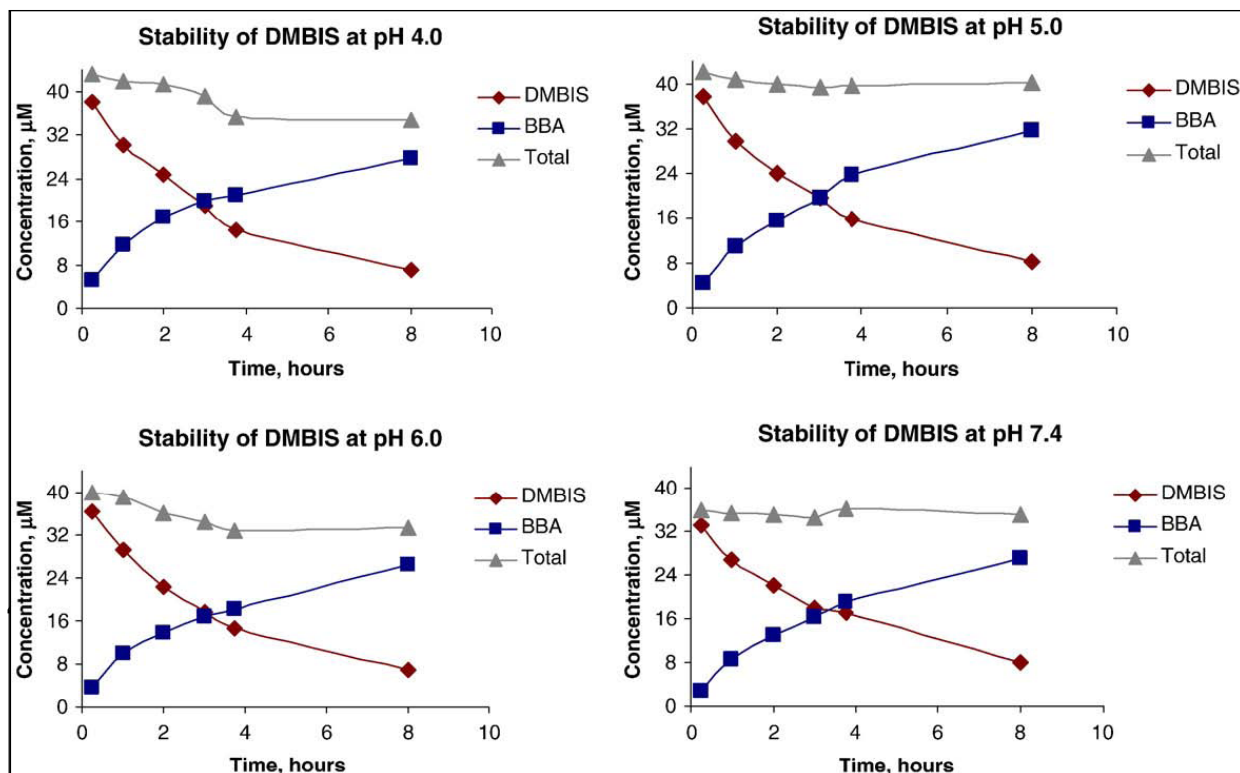 Stability of DMBIS at pH 4.0
Concentration, µM
40
32
24
16
8
0
0 2 4 6 8 10
Time, hours
DMBIS
BBA
Total
Stability of DMBIS at pH 5.0
Concentration, µM
40
32
24
16
8
0
0 2 4 6 8 10
Time, hours
DMBIS
BBA
Total
Stability of DMBIS at pH 6.0
Concentration, µM
40
32
24
16
8
0
0 2 4 6 8 10
Time, hours
DMBIS
BBA
Total
Stability of DMBIS at pH 7.4
Concentration, µM
40
32
24
16
8
0
0 2 4 6 8 10
Time, hours
DMBIS
BBA
Total